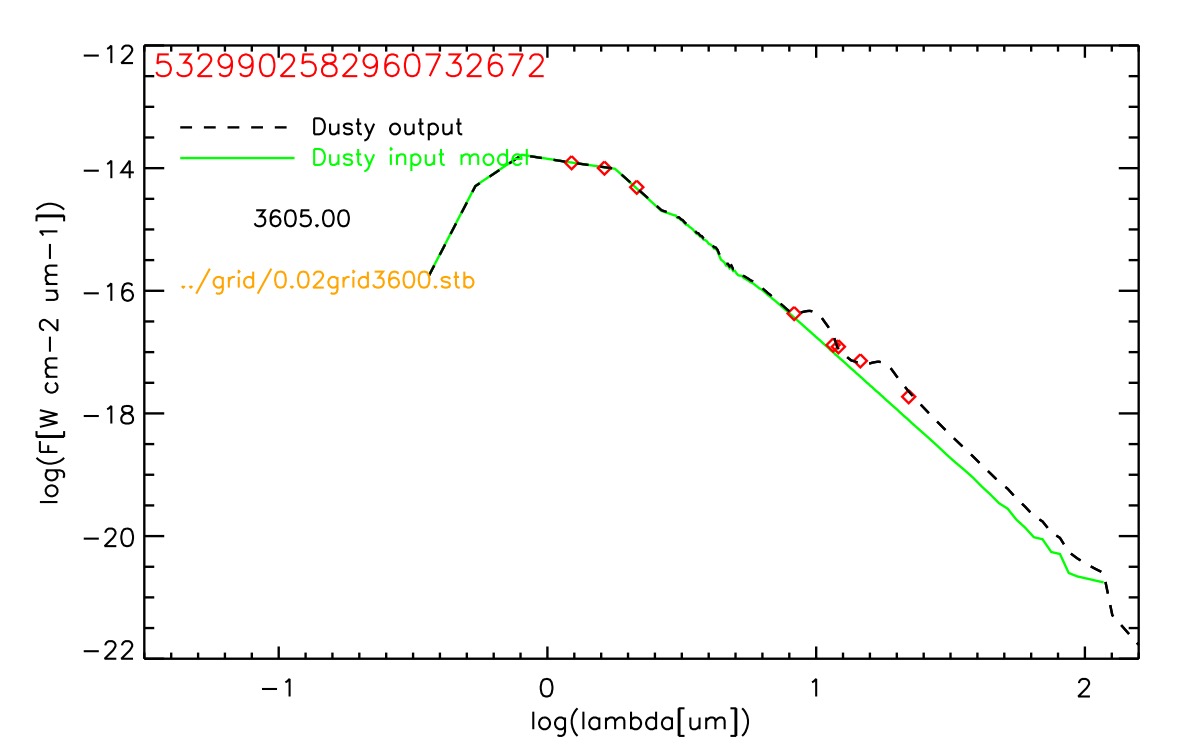 -12
5329902582960732672
Dusty output
Dusty input model
-14
3605.00
../grid/0.02grid3600.stb
-16
-18
-20
-22
log(F[W cm-2 um-1])
-1 0 1 2
log(lambda[um])